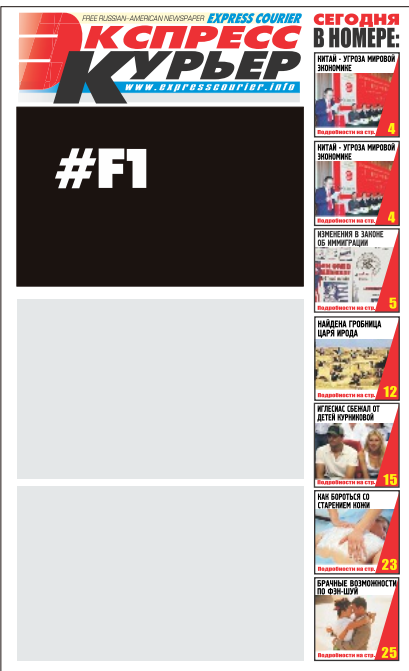 FREE RUSSIAN-AMERICAN NEWSPAPER EXPRESS COURIER
ЭКСПРЕСС
КУРЬЕР
www.expresscourier.info
#F1
СЕГОДНЯ
В НОМЕРЕ:
КИТАЙ - УГРОЗА МИРОВОЙ
ЭКОНОМИКЕ
Подробности на стр. 4
КИТАЙ - УГРОЗА МИРОВОЙ
ЭКОНОМИКЕ
Подробности на стр. 4
ИЗМЕНЕНИЯ В ЗАКОНЕ
ОБ ИММИГРАЦИИ
Подробности на стр. 5
НАЙДЕНА ГРОБНИЦА
ЦАРЯ ИРОДА
Подробности на стр. 12
ИГЛЕСИАС СБЕЖАЛ ОТ
ДЕТЕЙ КУРНИКОВОЙ
Подробности на стр. 15
КАК БОРОТЬСЯ СО
СТАРЕНИЕМ КОЖИ
Подробности на стр. 23
БРАЧНЫЕ ВОЗМОЖНОСТИ
ПО ФЭН-ШУЙ
Подробности на стр. 25